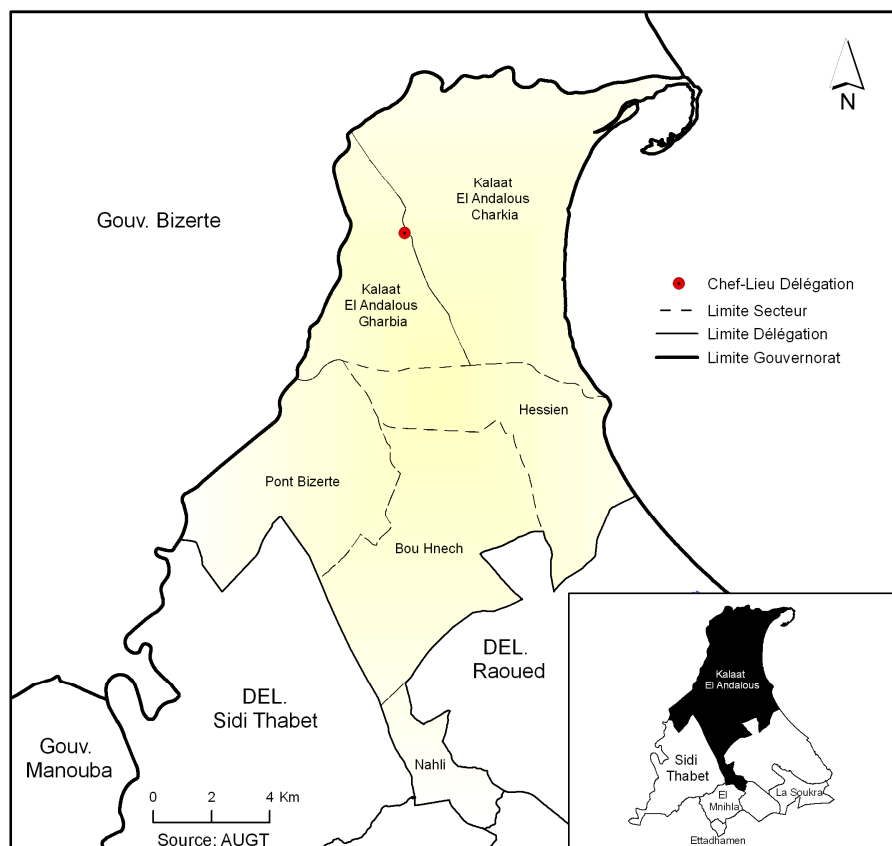 N
Kalaat
El Andalous
Charkia
Gouv. Bizerte
Kalaat
El Andalous
Gharbia
Chef-Lieu Délégation
Limite Secteur
Limite Délégation
Limite Gouvernorat
Hessien
Pont Bizerte
Bou Hnech
DEL.
Raoued
DEL.
Sidi Thabet
Gouv.
Manouba
Nahli
0 2 4 Km
Source: AUGT
Kalaat
El Andalous
Sidi
Thabet
El
Mnihla
La Soukra
Ettadhamen